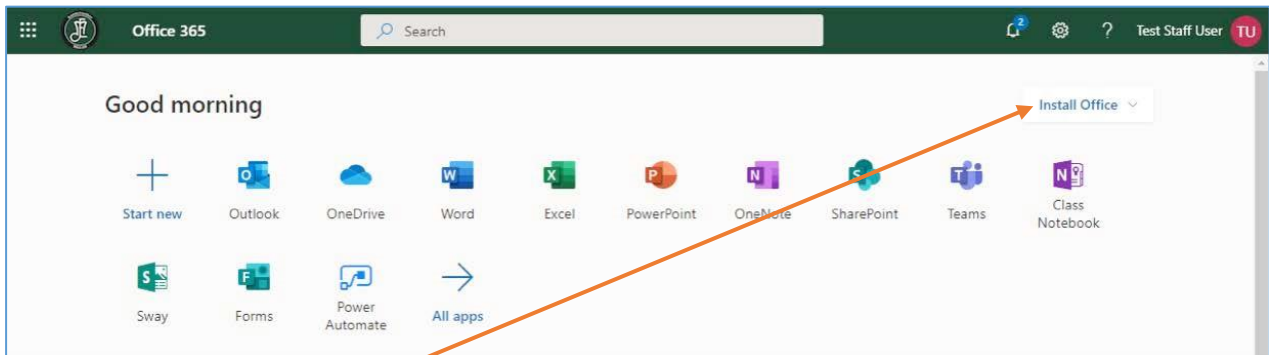 Office 365
Search
2
?
Test Staff User
TU
Good morning
Install Office
Start new
Outlook
OneDrive
Word
Excel
PowerPoint
OneNote
SharePoint
Teams
Class
Notebook
Sway
Forms
Power
Automate
All apps